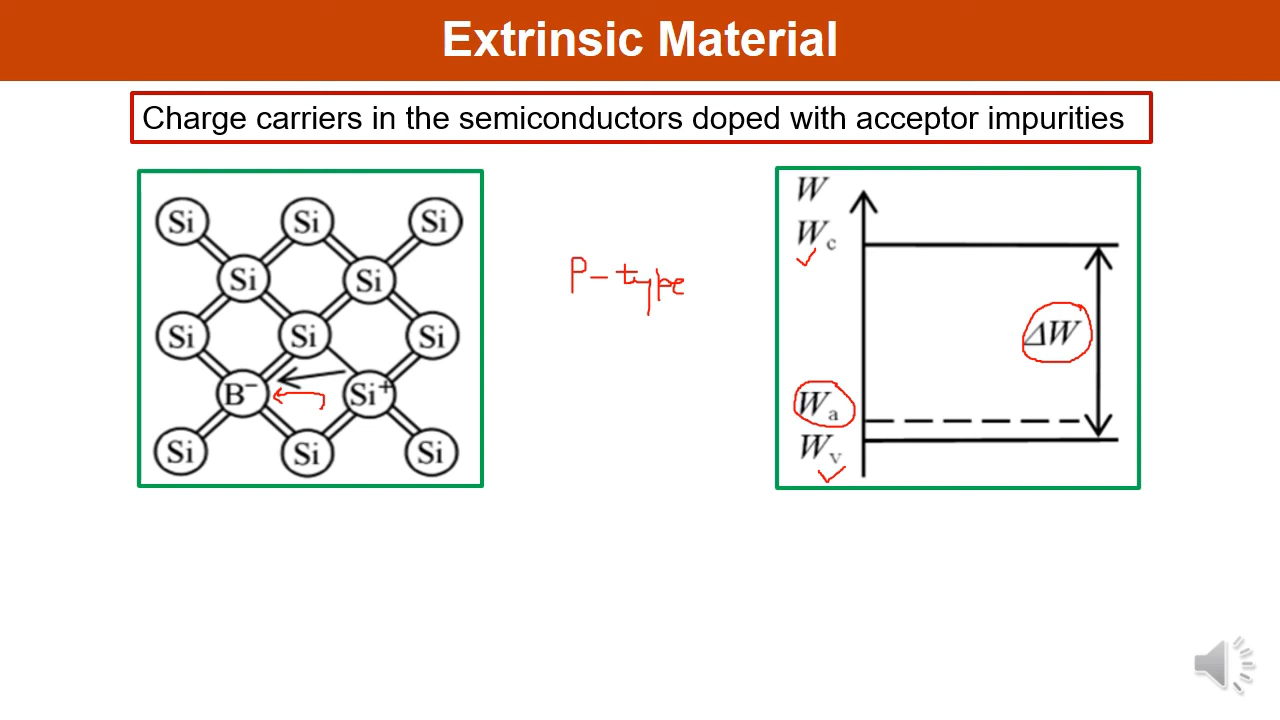 Extrinsic Material
Charge carriers in the semiconductors doped with acceptor impurities
Si Si Si
Si Si
Si Si Si
B⁻ Si⁺
Si Si Si
P-type
W
Wc
ΔW
Wa
Wv